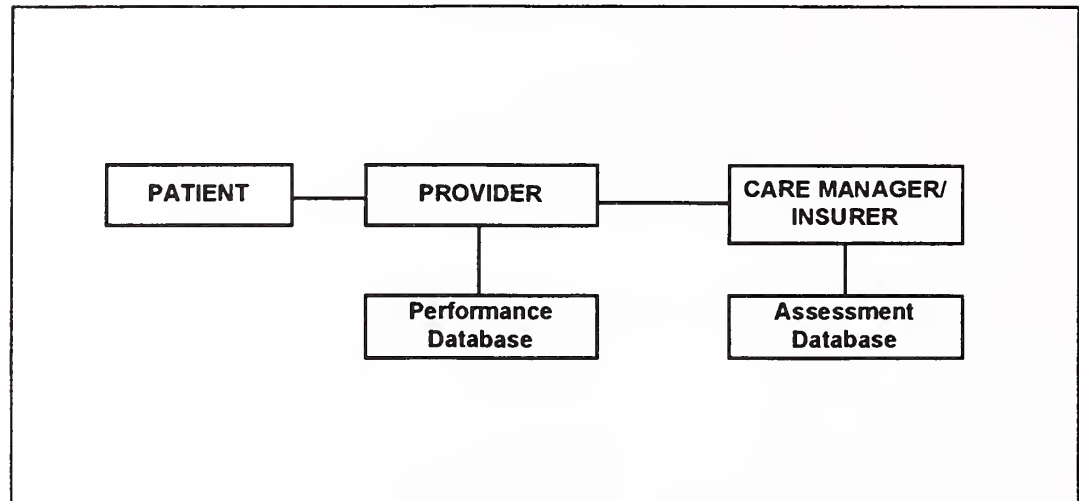 PATIENT
PROVIDER
CARE MANAGER/
INSURER
Performance
Database
Assessment
Database